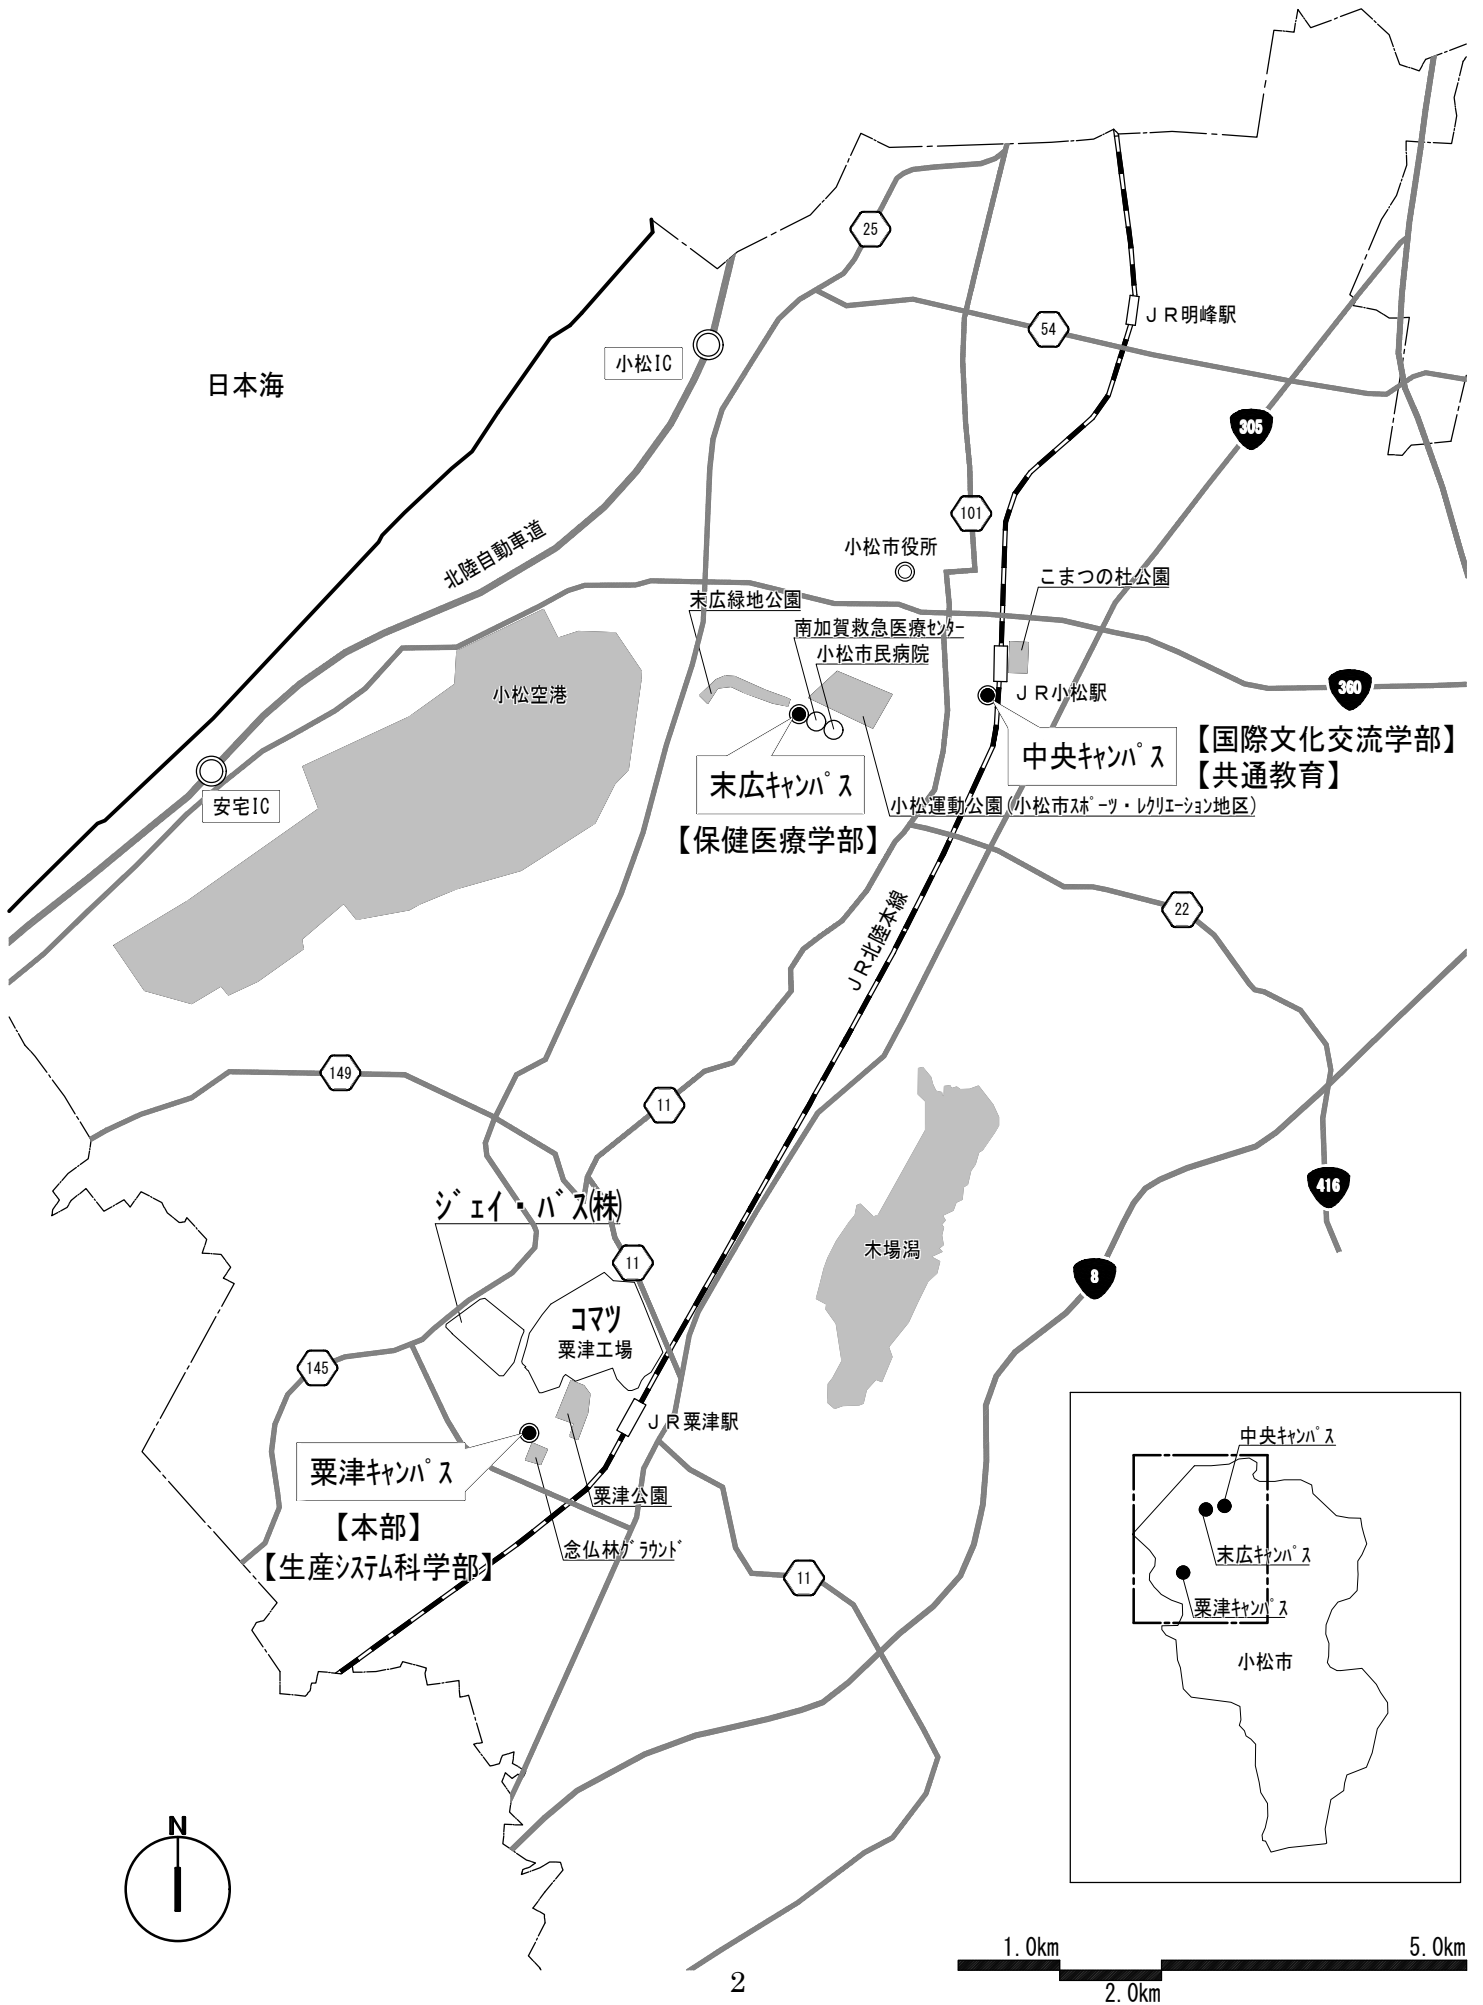 25
54
JR明峰駅
小松IC
日本海
305
101
北陸自動車道
小松市役所
こまつの杜公園
末広緑地公園
南加賀救急医療ｾﾝﾀｰ
小松市民病院
小松空港
JR小松駅
360
中央ｷｬﾝﾊﾟｽ
【国際文化交流学部】
【共通教育】
末広ｷｬﾝﾊﾟｽ
安宅IC
小松運動公園(小松市ｽﾎﾟｰﾂ・ﾚｸﾘｴｰｼｮﾝ地区)
【保健医療学部】
JR北陸本線
22
149
11
416
ｼﾞｪｲ・ﾊﾞｽ㈱
木場潟
11
8
コマツ
粟津工場
145
JR粟津駅
粟津ｷｬﾝﾊﾟｽ
粟津公園
【本部】
念仏林ｸﾞﾗｳﾝﾄﾞ
【生産ｼｽﾃﾑ科学部】
11
中央ｷｬﾝﾊﾟｽ
末広ｷｬﾝﾊﾟｽ
粟津ｷｬﾝﾊﾟｽ
小松市
N
1.0km
5.0km
2.0km
2